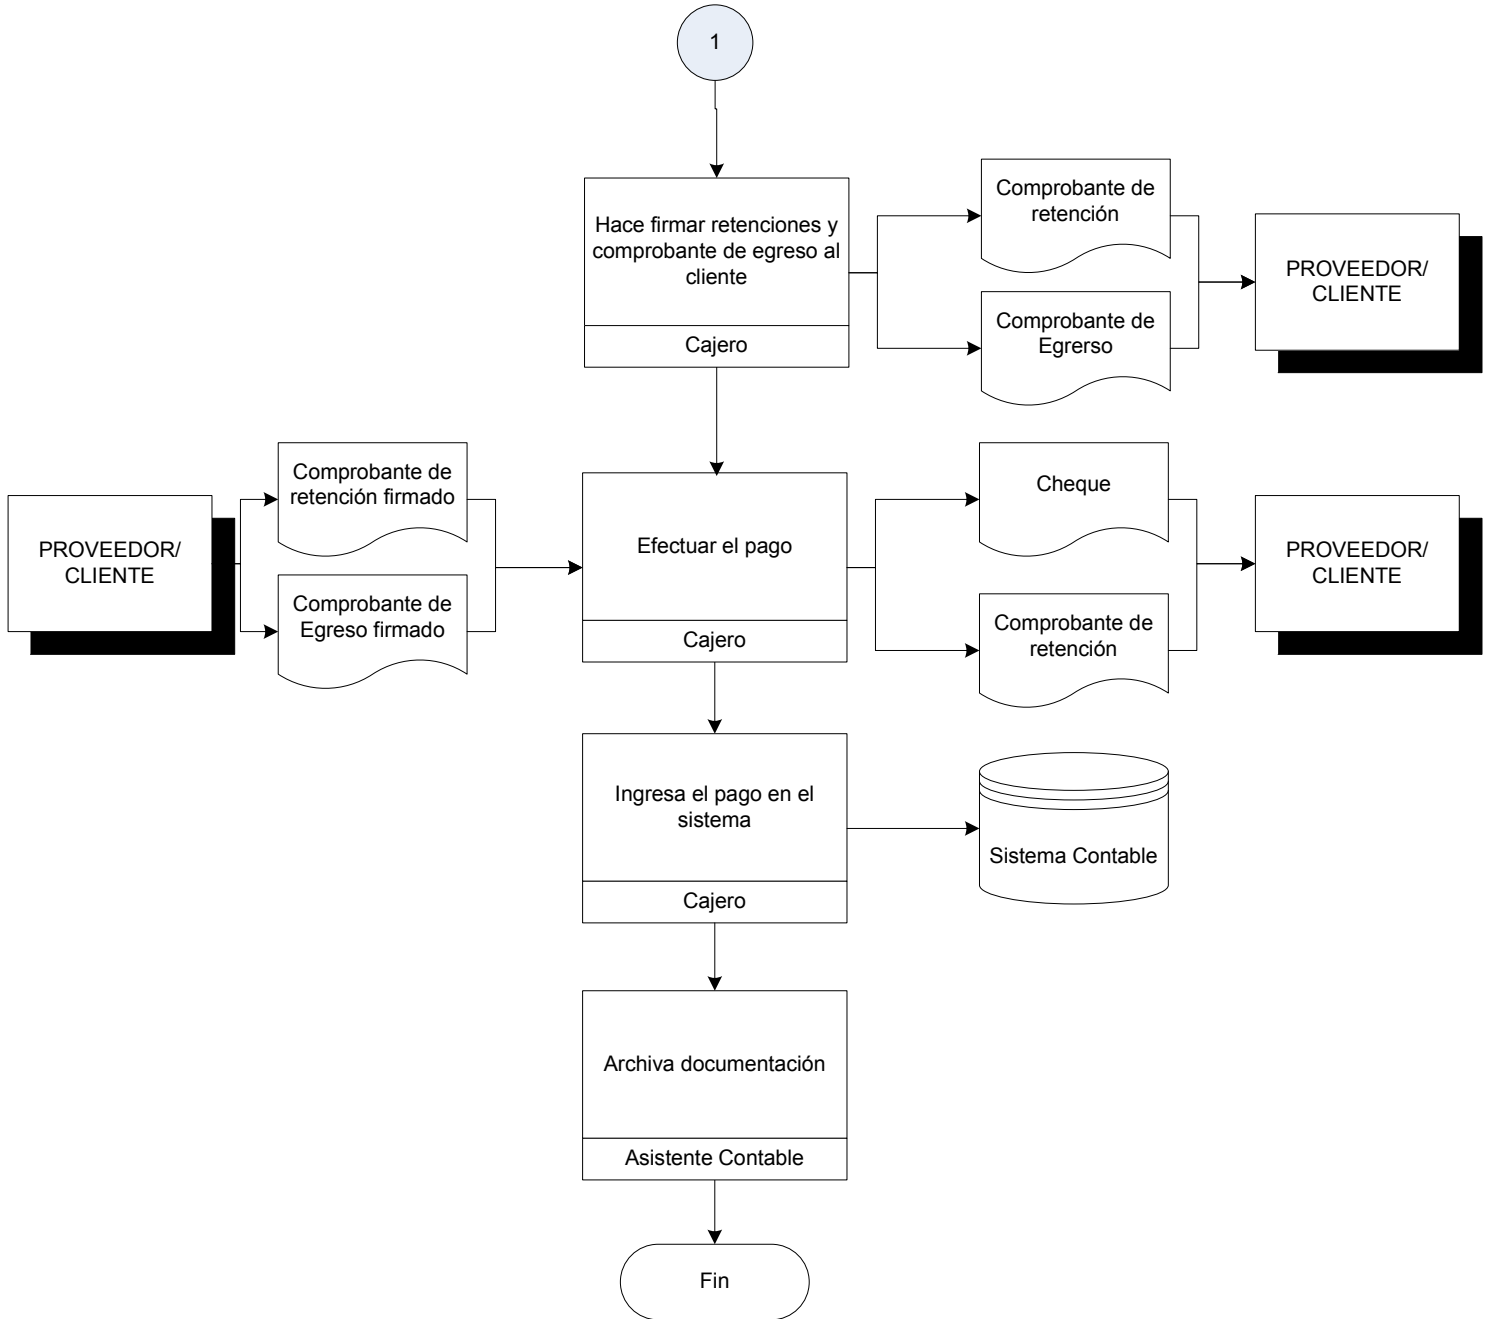 1
Hace firmar retenciones y
comprobante de egreso al
cliente
Cajero
Comprobante de
retención
Comprobante de
Egrerso
PROVEEDOR/
CLIENTE
PROVEEDOR/
CLIENTE
Comprobante de
retención firmado
Comprobante de
Egreso firmado
Efectuar el pago
Cajero
Cheque
Comprobante de
retención
PROVEEDOR/
CLIENTE
Ingresa el pago en el
sistema
Cajero
Sistema Contable
Archiva documentación
Asistente Contable
Fin